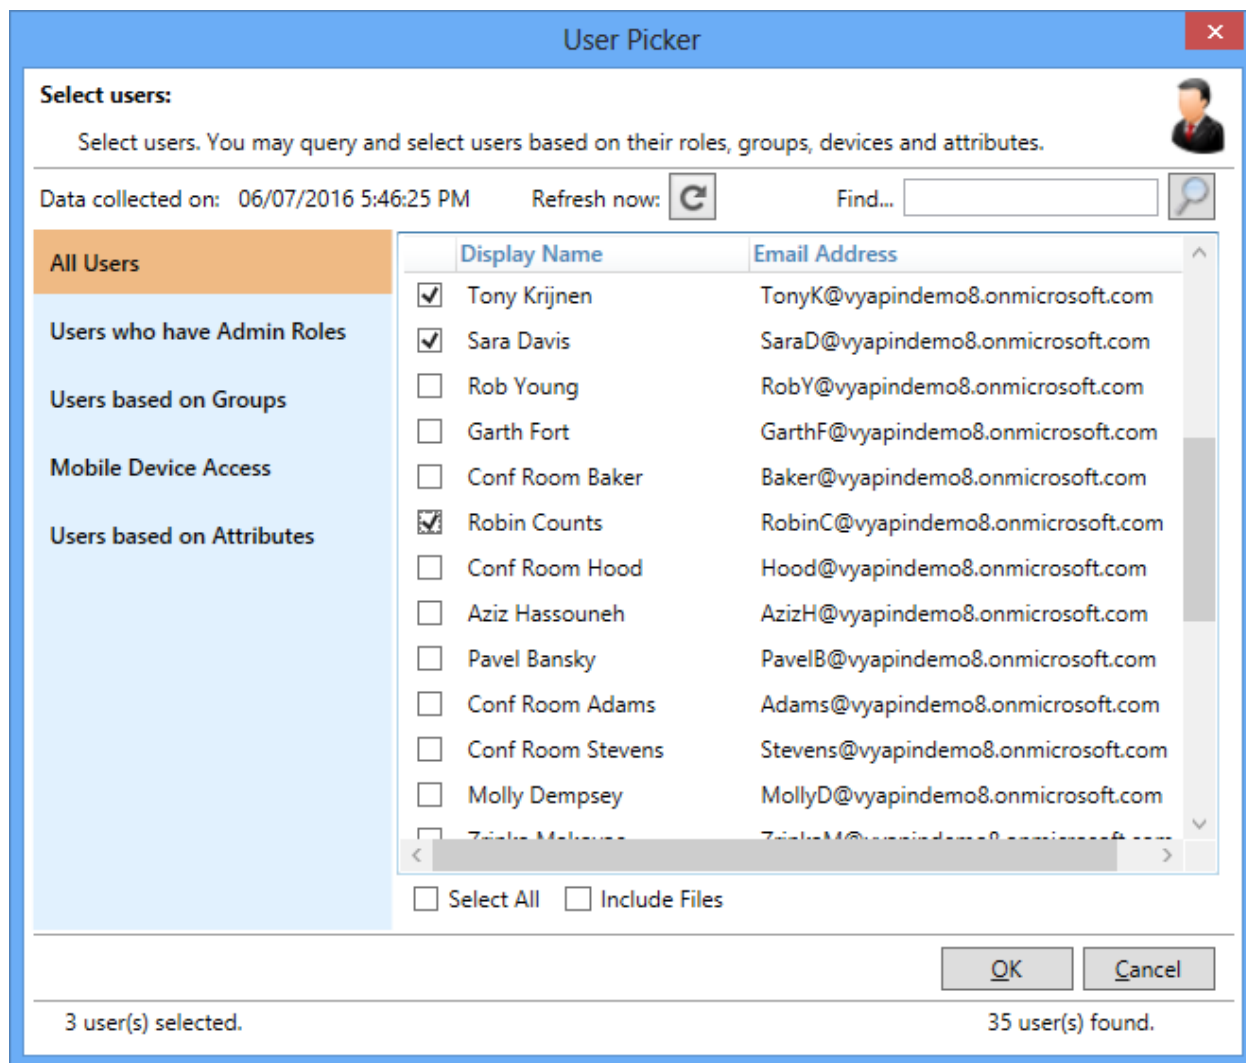 User Picker
Select users:
Select users. You may query and select users based on their roles, groups, devices and attributes.
Data collected on: 06/07/2016 5:46:25 PM Refresh now: Find...
All Users
Users who have Admin Roles
Users based on Groups
Mobile Device Access
Users based on Attributes
Display Name Email Address
Tony Krijnen TonyK@vyapindemo8.onmicrosoft.com
Sara Davis SaraD@vyapindemo8.onmicrosoft.com
Rob Young RobY@vyapindemo8.onmicrosoft.com
Garth Fort GarthF@vyapindemo8.onmicrosoft.com
Conf Room Baker Baker@vyapindemo8.onmicrosoft.com
Robin Counts RobinC@vyapindemo8.onmicrosoft.com
Conf Room Hood Hood@vyapindemo8.onmicrosoft.com
Aziz Hassouneh AzizH@vyapindemo8.onmicrosoft.com
Pavel Bansky PavelB@vyapindemo8.onmicrosoft.com
Conf Room Adams Adams@vyapindemo8.onmicrosoft.com
Conf Room Stevens Stevens@vyapindemo8.onmicrosoft.com
Molly Dempsey MollyD@vyapindemo8.onmicrosoft.com
Select All Include Files
OK Cancel
3 user(s) selected. 35 user(s) found.